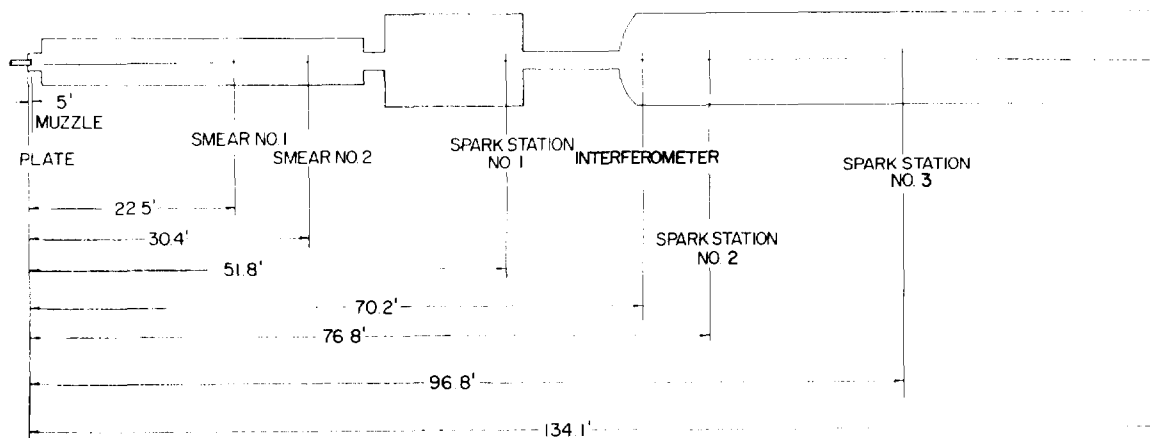 5'
MUZZLE
PLATE
SMEAR NO. 1
SMEAR NO. 2
SPARK STATION
NO. 1
INTERFEROMETER
SPARK STATION
NO. 2
SPARK STATION
NO. 3
22.5'
30.4'
51.8'
70.2'
76.8'
96.8'
134.1'